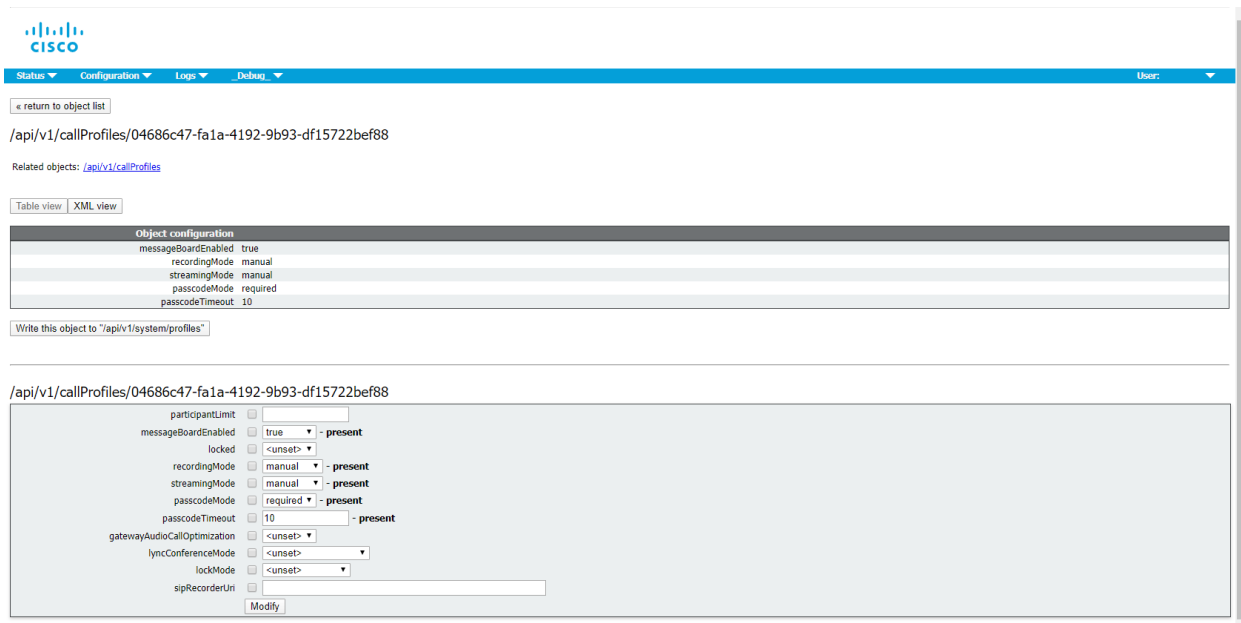 CISCO
Status ▼ Configuration ▼ Logs ▼ _Debug_ ▼ User: ▼
« return to object list
/api/v1/callProfiles/04686c47-fa1a-4192-9b93-df15722bef88
Related objects: /api/v1/callProfiles
Table view XML view
Object configuration
messageBoardEnabled true
recordingMode manual
streamingMode manual
passcodeMode required
passcodeTimeout 10
Write this object to "/api/v1/system/profiles"
/api/v1/callProfiles/04686c47-fa1a-4192-9b93-df15722bef88
participantLimit
messageBoardEnabled true ▼ - present
locked <unset> ▼
recordingMode manual ▼ - present
streamingMode manual ▼ - present
passcodeMode required ▼ - present
passcodeTimeout 10 - present
gatewayAudioCallOptimization <unset> ▼
lyncConferenceMode <unset> ▼
lockMode <unset> ▼
sipRecorderUri
Modify